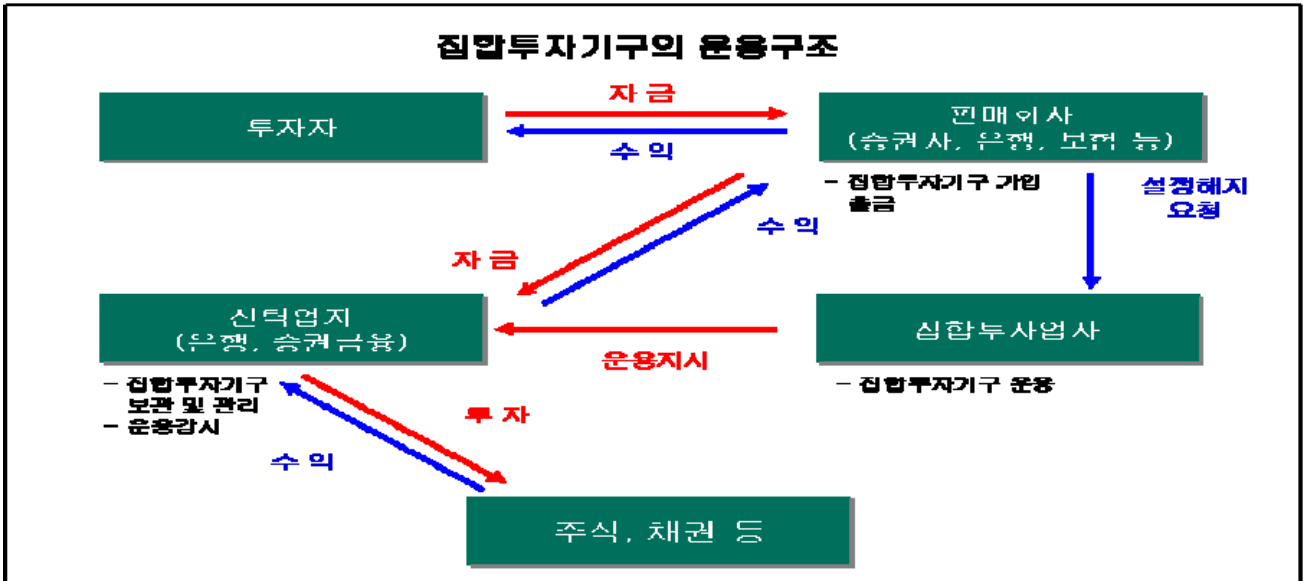 집합투자기구의 운용구조
투자자
자 금
수 익
판매회사
(증권사, 은행, 보험 등)
- 집합투자기구 가입
출금
설정해지
요청
자 금
수 익
신탁업자
(은행, 증권금융)
- 집합투자기구
보관 및 관리
- 운용감시
운용지시
집합투자업자
- 집합투자기구 운용
투 자
수 익
주식, 채권 등